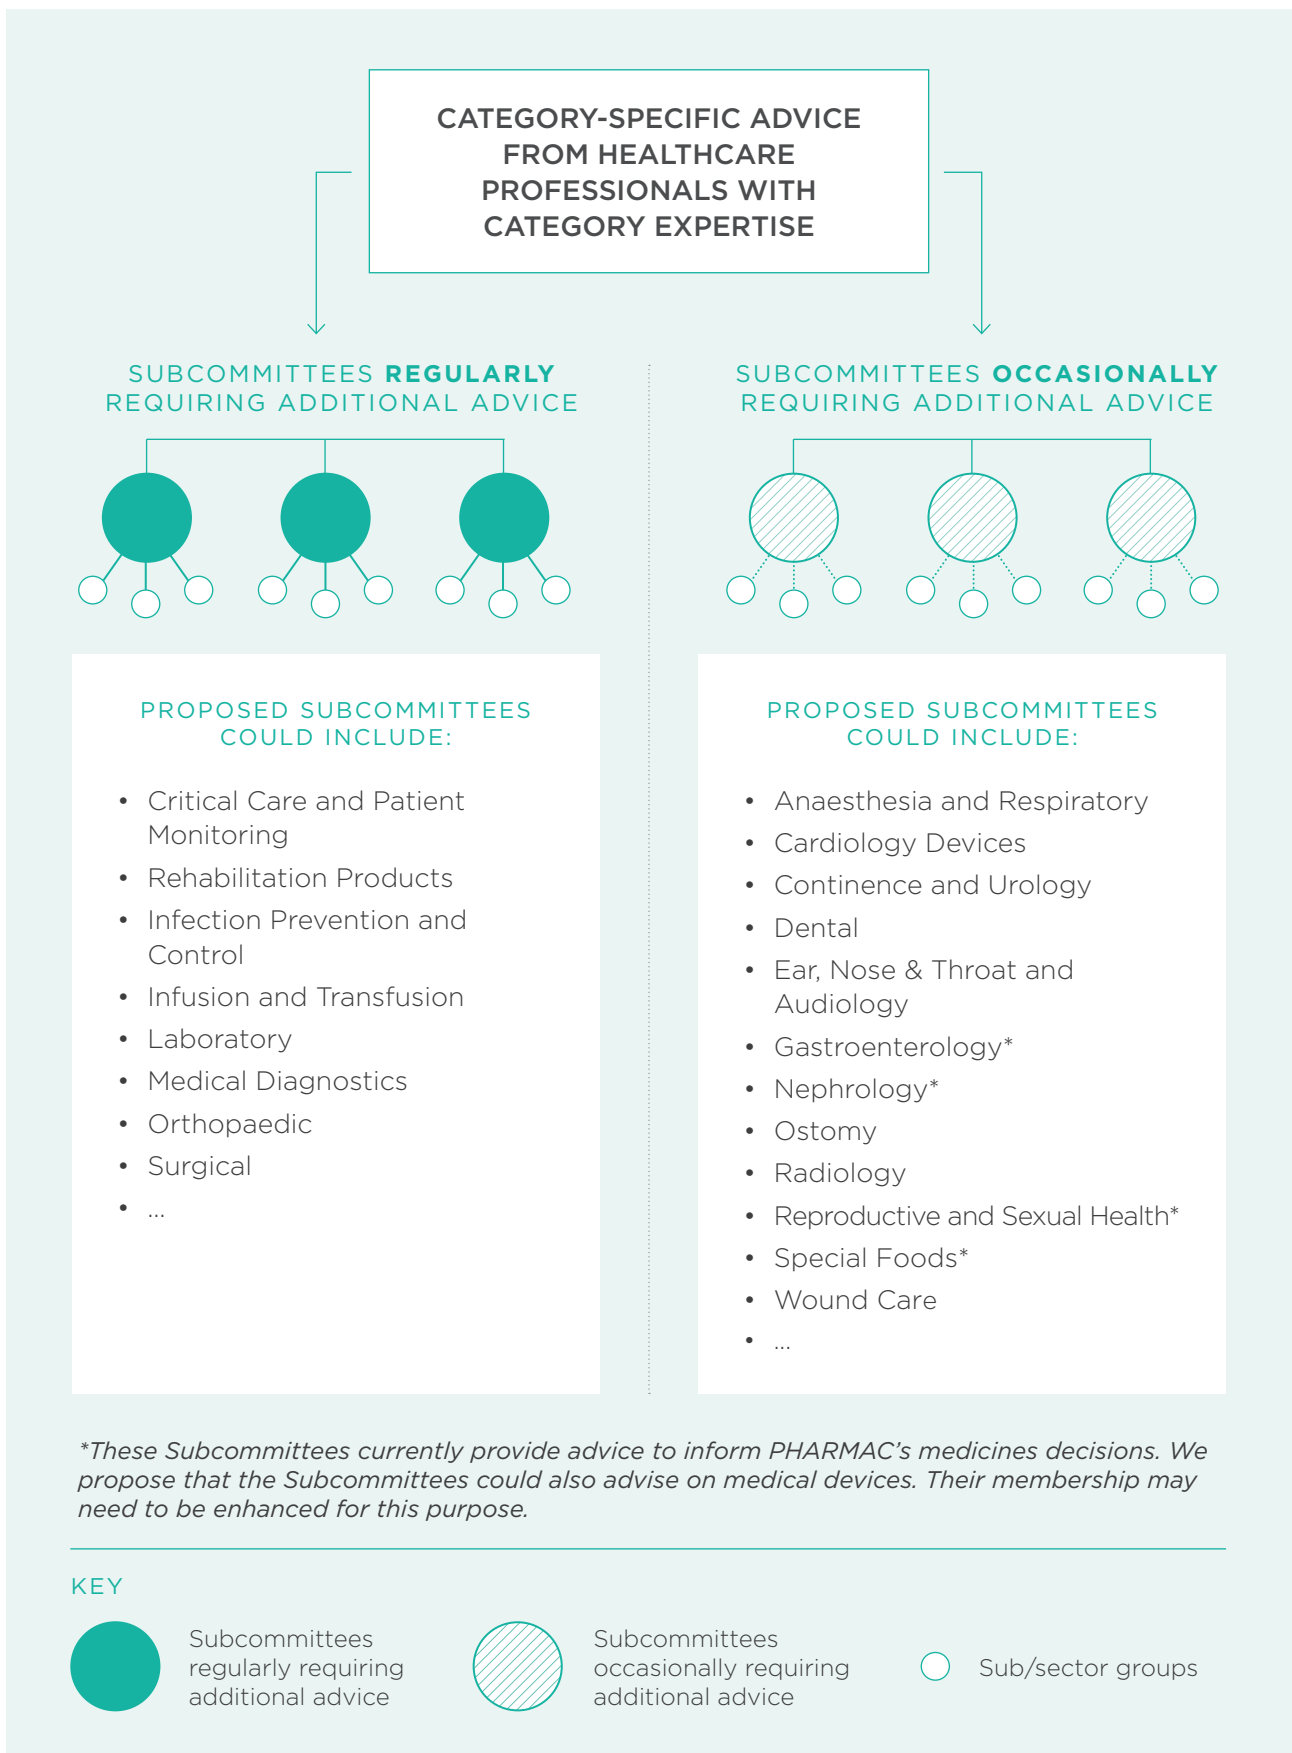 CATEGORY-SPECIFIC ADVICE
FROM HEALTHCARE
PROFESSIONALS WITH
CATEGORY EXPERTISE
SUBCOMMITTEES REGULARLY
REQUIRING ADDITIONAL ADVICE
PROPOSED SUBCOMMITTEES
COULD INCLUDE:
• Critical Care and Patient
Monitoring
• Rehabilitation Products
• Infection Prevention and
Control
• Infusion and Transfusion
• Laboratory
• Medical Diagnostics
• Orthopaedic
• Surgical
• ...
SUBCOMMITTEES OCCASIONALLY
REQUIRING ADDITIONAL ADVICE
PROPOSED SUBCOMMITTEES
COULD INCLUDE:
• Anaesthesia and Respiratory
• Cardiology Devices
• Continence and Urology
• Dental
• Ear, Nose & Throat and
Audiology
• Gastroenterology*
• Nephrology*
• Ostomy
• Radiology
• Reproductive and Sexual Health*
• Special Foods*
• Wound Care
• ...
*These Subcommittees currently provide advice to inform PHARMAC’s medicines decisions. We
propose that the Subcommittees could also advise on medical devices. Their membership may
need to be enhanced for this purpose.
KEY
Subcommittees
regularly requiring
additional advice
Subcommittees
occasionally requiring
additional advice
Sub/sector groups